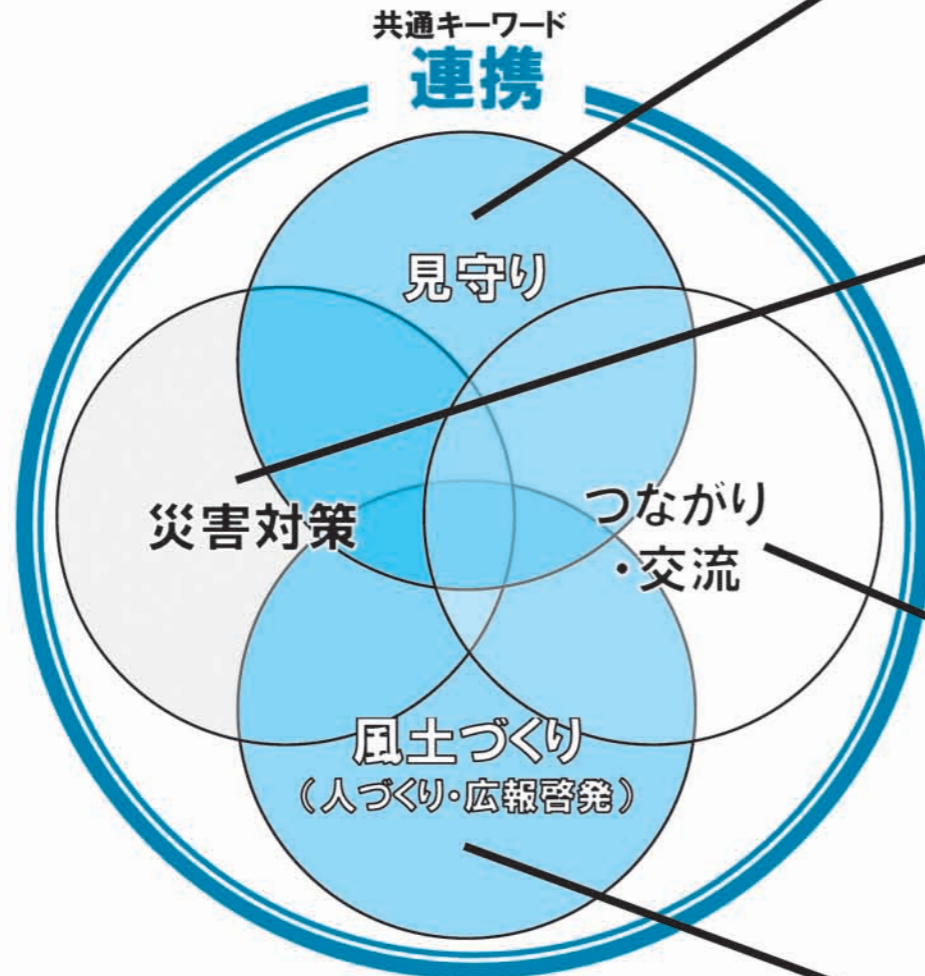 共通キーワード
連携
見守り
災害対策
つながり
・交流
風土づくり
（人づくり・広報啓発）